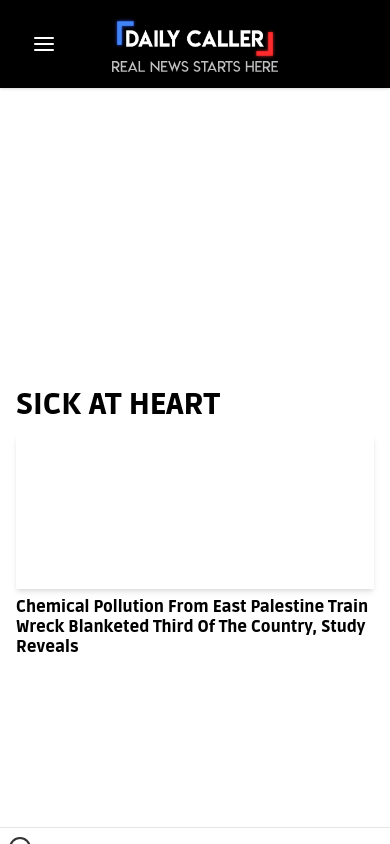 DAILY CALLER
REAL NEWS STARTS HERE
SICK AT HEART
Chemical Pollution From East Palestine Train
Wreck Blanketed Third Of The Country, Study
Reveals